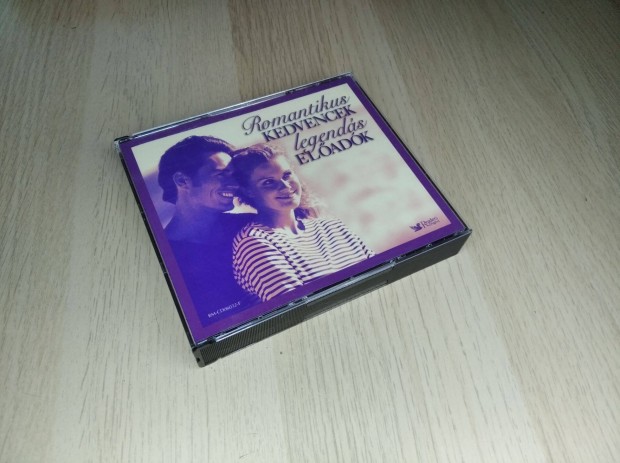 Romantikus
KEDVENCEK
legendás
ELŐADÓK